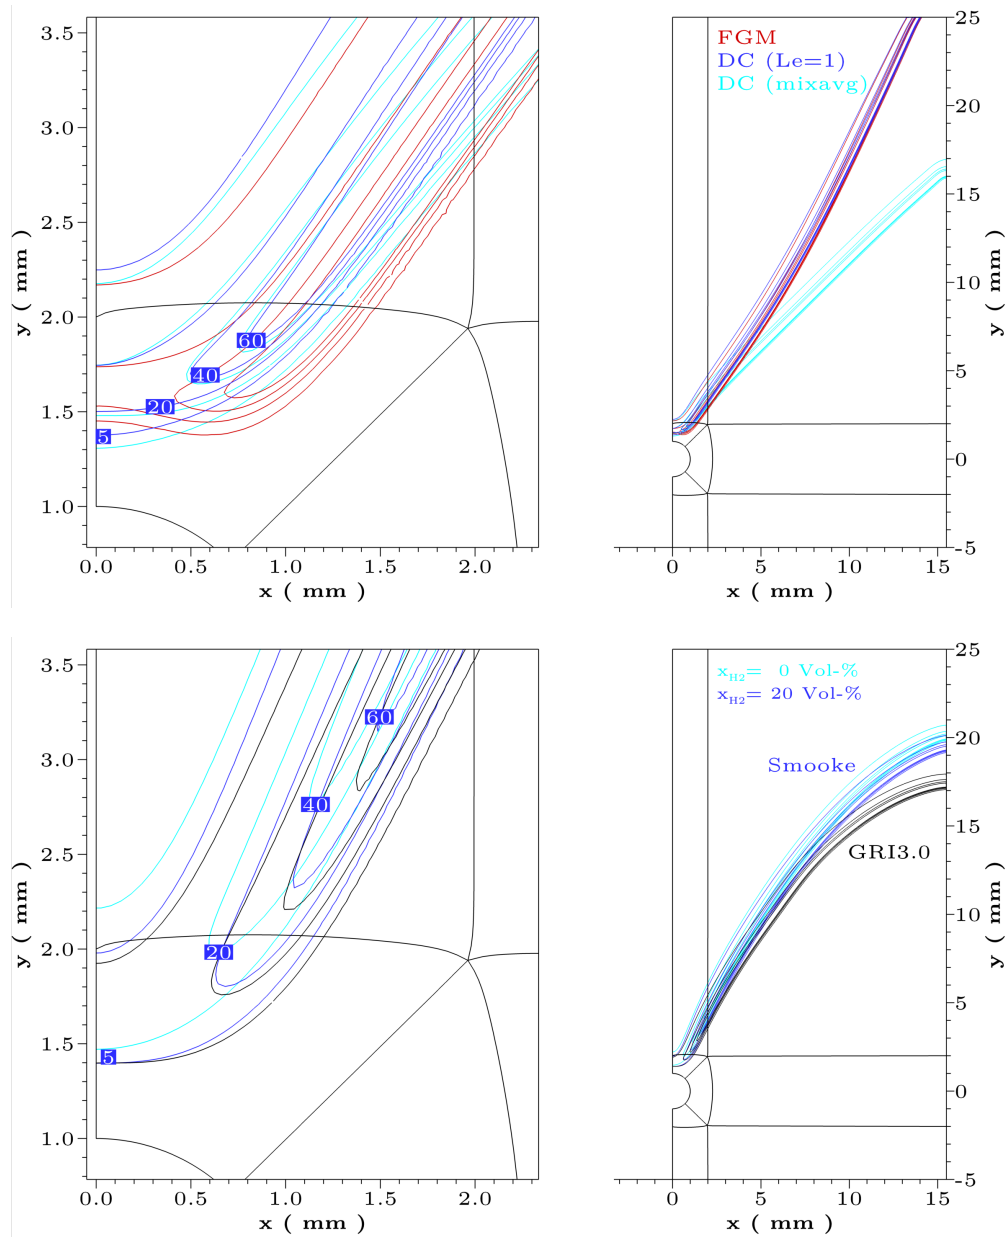 3.5
3.0
2.5
2.0
1.5
1.0
y ( mm )
60
40
20
5
0.0 0.5 1.0 1.5 2.0
x ( mm )
FGM
DC (Le=1)
DC (mixavg)
25
20
15
10
5
0
-5
y ( mm )
0 5 10 15
x ( mm )
3.5
3.0
2.5
2.0
1.5
1.0
y ( mm )
60
40
20
5
0.0 0.5 1.0 1.5 2.0
x ( mm )
xH2= 0 Vol-%
xH2= 20 Vol-%
Smooke
GRI3.0
25
20
15
10
5
0
-5
y ( mm )
0 5 10 15
x ( mm )